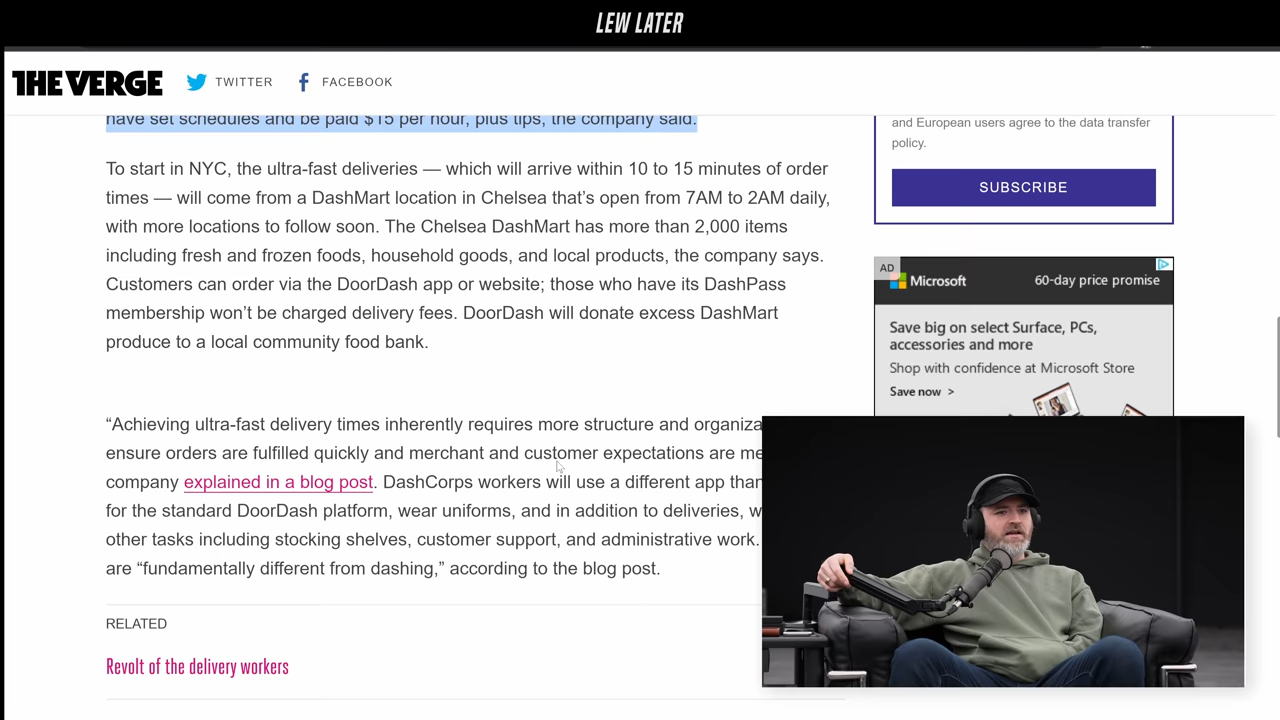 LEW LATER
THE VERGE
TWITTER
FACEBOOK
have set schedules and be paid $15 per hour, plus tips, the company said.
To start in NYC, the ultra-fast deliveries — which will arrive within 10 to 15 minutes of order
times — will come from a DashMart location in Chelsea that’s open from 7AM to 2AM daily,
with more locations to follow soon. The Chelsea DashMart has more than 2,000 items
including fresh and frozen foods, household goods, and local products, the company says.
Customers can order via the DoorDash app or website; those who have its DashPass
membership won’t be charged delivery fees. DoorDash will donate excess DashMart
produce to a local community food bank.
“Achieving ultra-fast delivery times inherently requires more structure and organiza
ensure orders are fulfilled quickly and merchant and customer expectations are me
company explained in a blog post. DashCorps workers will use a different app than
for the standard DoorDash platform, wear uniforms, and in addition to deliveries, w
other tasks including stocking shelves, customer support, and administrative work.
are “fundamentally different from dashing,” according to the blog post.
RELATED
Revolt of the delivery workers
and European users agree to the data transfer
policy.
SUBSCRIBE
AD
Microsoft
60-day price promise
Save big on select Surface, PCs,
accessories and more
Shop with confidence at Microsoft Store
Save now >